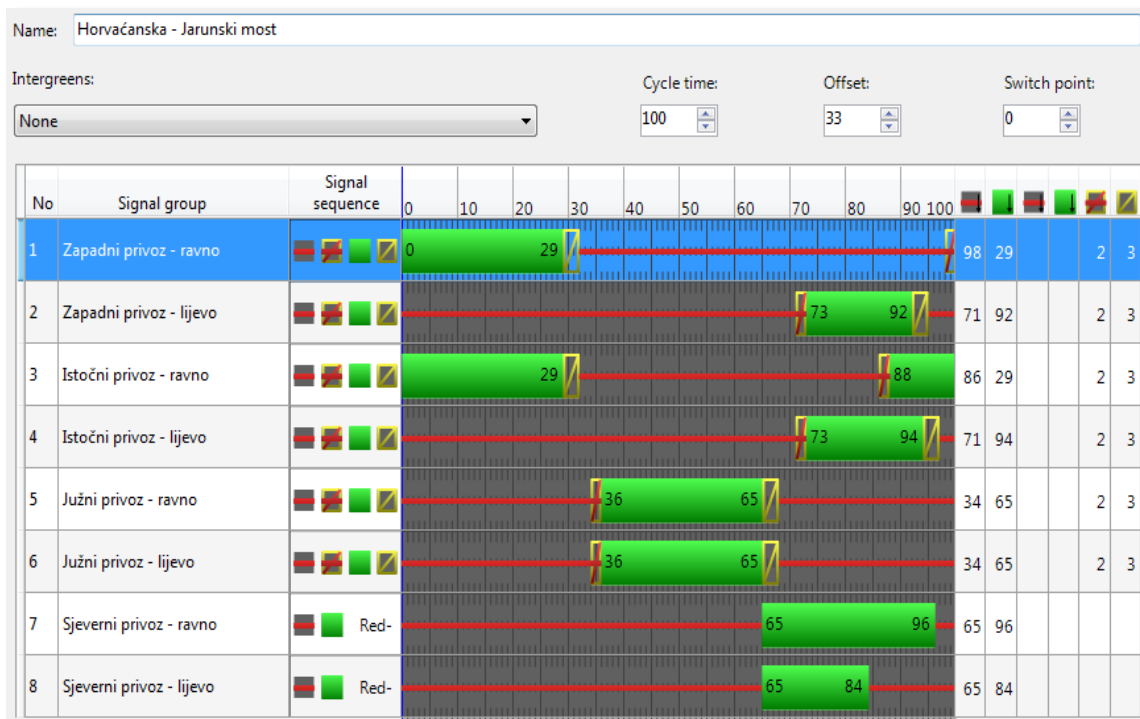 Name: Horvaćanska - Jarunski most
Intergreens: Cycle time: Offset: Switch point:
None 100 33 0
No Signal group Signal sequence 0 10 20 30 40 50 60 70 80 90 100
1 Zapadni privoz - ravno 0 29 98 29 2 3
2 Zapadni privoz - lijevo 73 92 71 92 2 3
3 Istočni privoz - ravno 29 88 86 29 2 3
4 Istočni privoz - lijevo 73 94 71 94 2 3
5 Južni privoz - ravno 36 65 34 65 2 3
6 Južni privoz - lijevo 36 65 34 65 2 3
7 Sjeverni privoz - ravno Red- 65 96 65 96
8 Sjeverni privoz - lijevo Red- 65 84 65 84